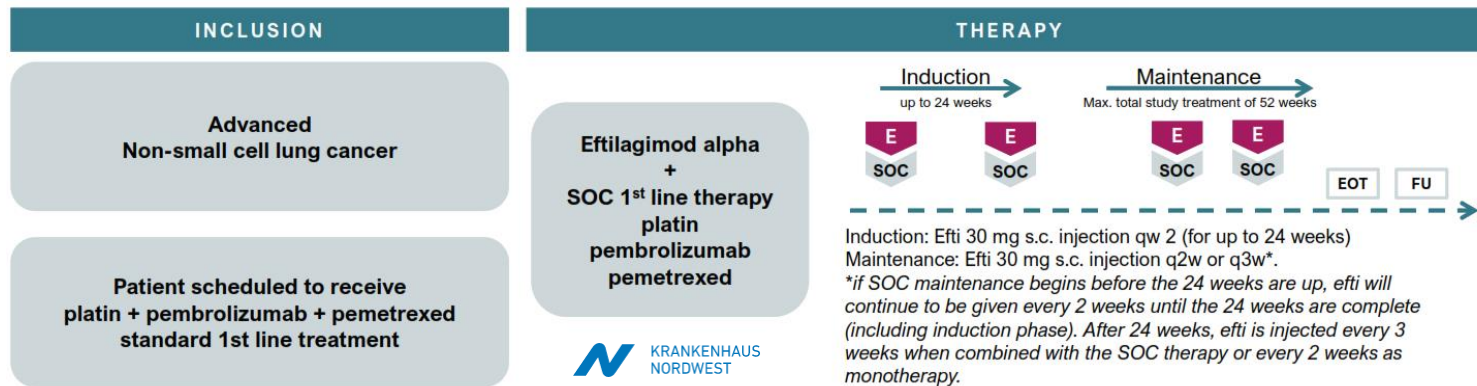 INCLUSION
Advanced
Non-small cell lung cancer
Patient scheduled to receive
platin + pembrolizumab + pemetrexed
standard 1st line treatment
THERAPY
Eftilagimod alpha
+
SOC 1st line therapy
platin
pembrolizumab
pemetrexed
KRANKENHAUS
NORDWEST
Induction
up to 24 weeks
Maintenance
Max. total study treatment of 52 weeks
E
SOC
E
SOC
E
SOC
E
SOC
EOT
FU
Induction: Efti 30 mg s.c. injection qw 2 (for up to 24 weeks)
Maintenance: Efti 30 mg s.c. injection q2w or q3w*.
*if SOC maintenance begins before the 24 weeks are up, efti will
continue to be given every 2 weeks until the 24 weeks are complete
(including induction phase). After 24 weeks, efti is injected every 3
weeks when combined with the SOC therapy or every 2 weeks as
monotherapy.